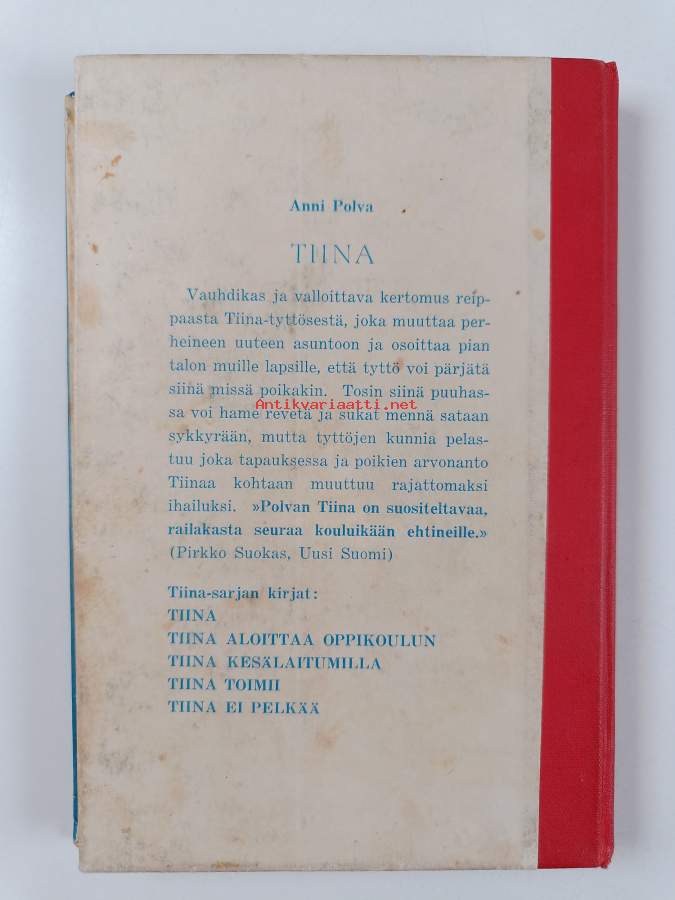 Anni Polva
TIINA
Vauhdikas ja valloittava kertomus reip-
paasta Tiina-tyttösestä, joka muuttaa per-
heineen uuteen asuntoon ja osoittaa pian
talon muille lapsille, että tyttö voi pärjätä
siinä missä poikakin. Tosin siinä puuhas-
Antikvariaatti.net
sa voi hame revetä ja sukat mennä sataan
sykkyrään, mutta tyttöjen kunnia pelas-
tuu joka tapauksessa ja poikien arvonanto
Tiinaa kohtaan muuttuu rajattomaksi
ihailuksi. »Polvan Tiina on suositeltavaa,
railakasta seuraa kouluikään ehtineille.»
(Pirkko Suokas, Uusi Suomi)
Tiina-sarjan kirjat:
TIINA
TIINA ALOITTAA OPPIKOULUN
TIINA KESÄLAITUMILLA
TIINA TOIMII
TIINA EI PELKÄÄ